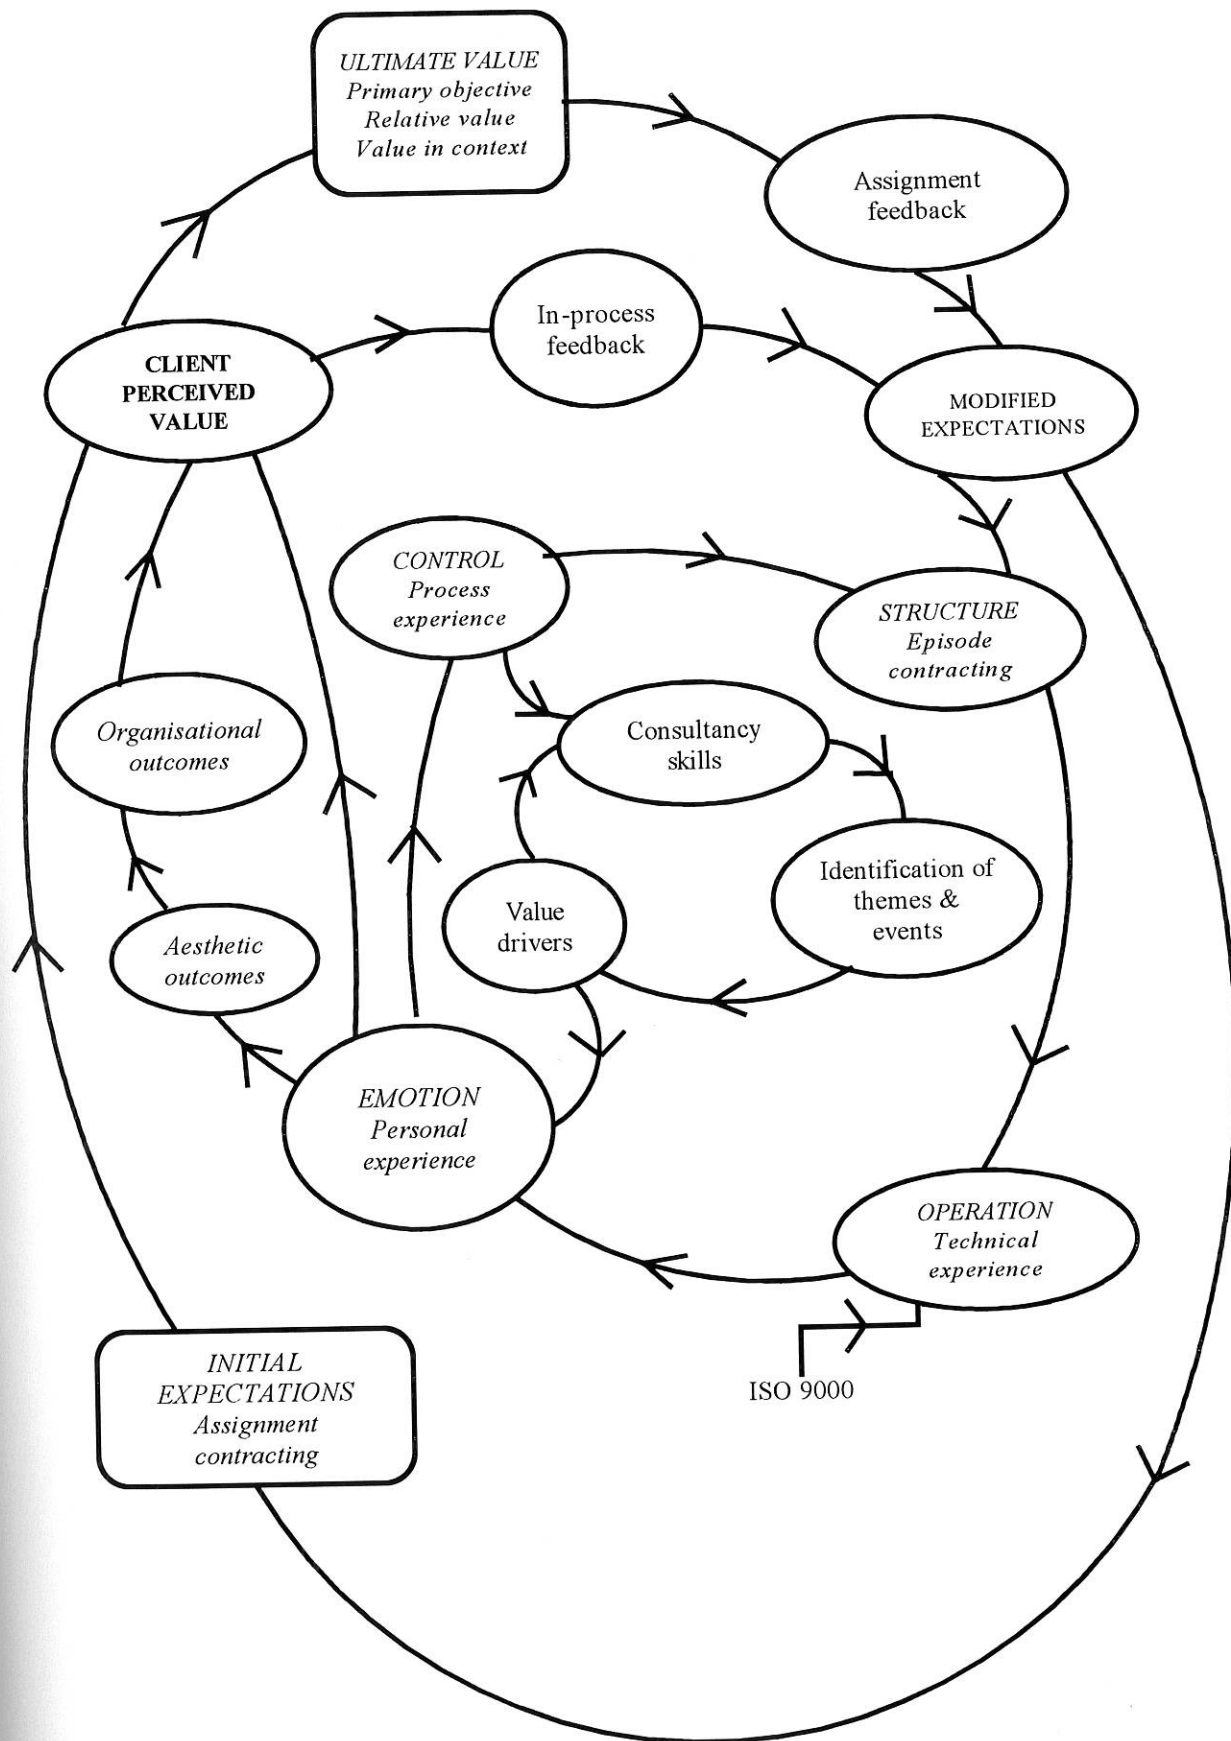 ULTIMATE VALUE
Primary objective
Relative value
Value in context
Assignment
feedback
In-process
feedback
CLIENT
PERCEIVED
VALUE
MODIFIED
EXPECTATIONS
CONTROL
Process
experience
STRUCTURE
Episode
contracting
Organisational
outcomes
Consultancy
skills
Identification of
themes &
events
Value
drivers
Aesthetic
outcomes
EMOTION
Personal
experience
OPERATION
Technical
experience
ISO 9000
INITIAL
EXPECTATIONS
Assignment
contracting